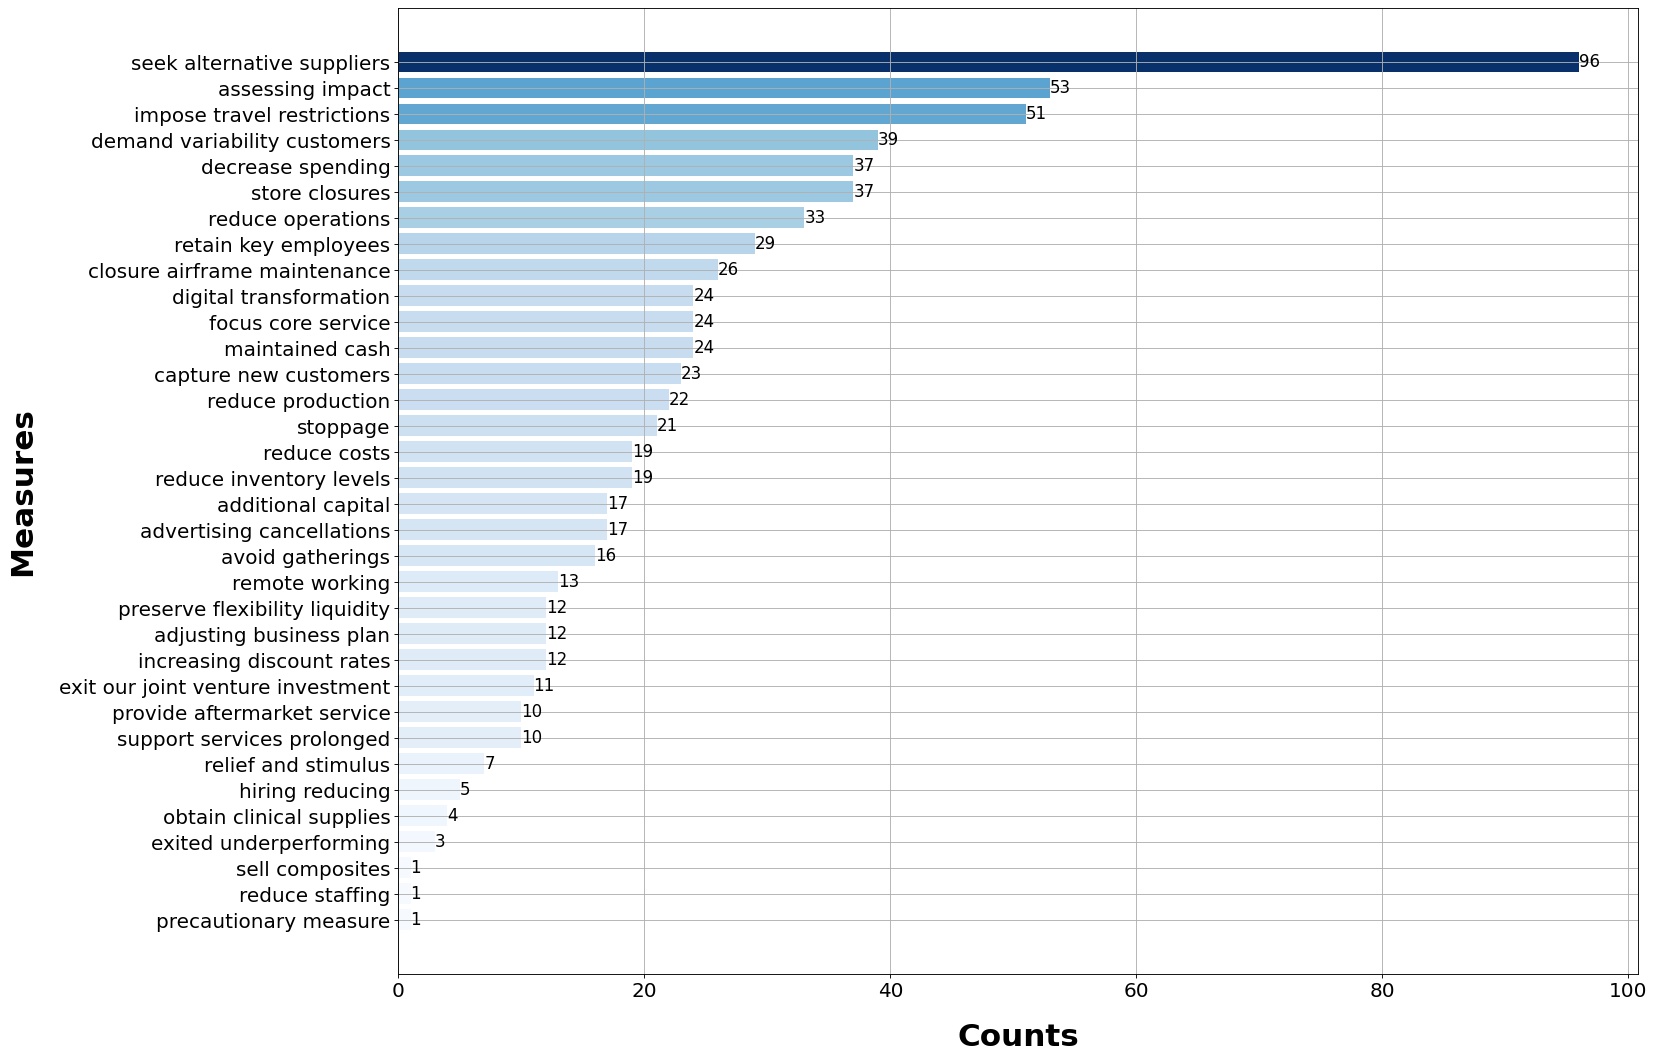 Measures
seek alternative suppliers 96
assessing impact 53
impose travel restrictions 51
demand variability customers 39
decrease spending 37
store closures 37
reduce operations 33
retain key employees 29
closure airframe maintenance 26
digital transformation 24
focus core service 24
maintained cash 24
capture new customers 23
reduce production 22
stoppage 21
reduce costs 19
reduce inventory levels 19
additional capital 17
advertising cancellations 17
avoid gatherings 16
remote working 13
preserve flexibility liquidity 12
adjusting business plan 12
increasing discount rates 12
exit our joint venture investment 11
provide aftermarket service 10
support services prolonged 10
relief and stimulus 7
hiring reducing 5
obtain clinical supplies 4
exited underperforming 3
sell composites 1
reduce staffing 1
precautionary measure 1
0 20 40 60 80 100
Counts